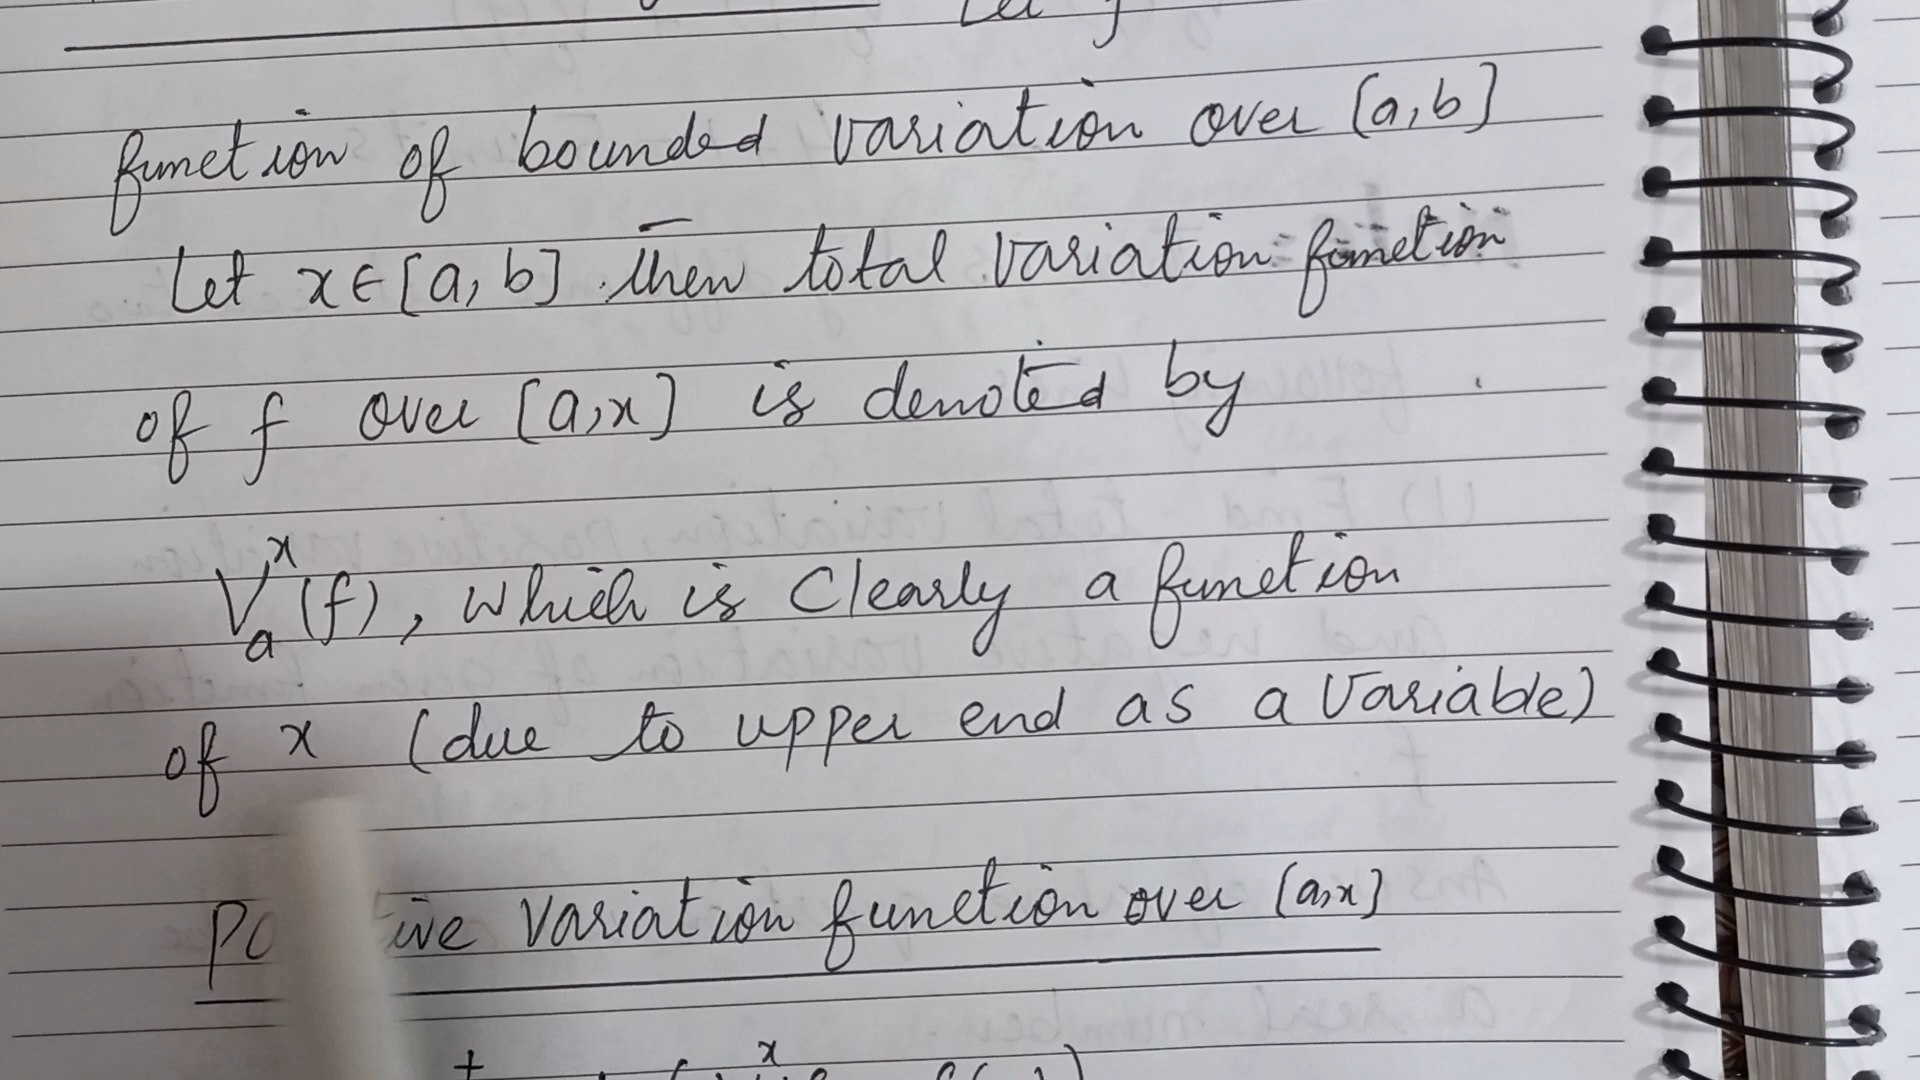 Let f
function of bounded variation over [a,b]
Let x∈[a,b]. Then total variation function
of f over [a,x] is denoted by
V_a^x(f), which is clearly a function
of x (due to upper end as a variable)
variation function over [a,x]